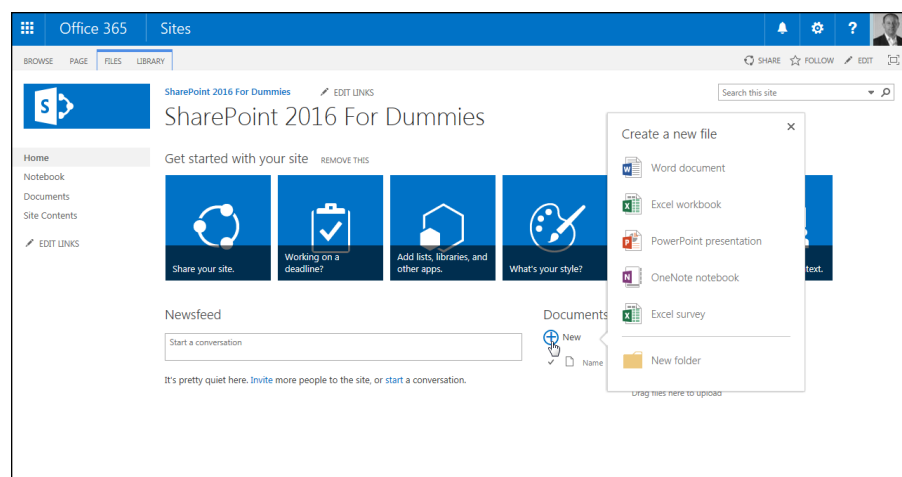 Office 365 Sites ?
BROWSE PAGE FILES LIBRARY SHARE FOLLOW EDIT
S
SharePoint 2016 For Dummies EDIT LINKS
Search this site
SharePoint 2016 For Dummies
Home
Notebook
Documents
Site Contents
EDIT LINKS
Get started with your site REMOVE THIS
Share your site.
Working on a
deadline?
Add lists, libraries, and
other apps.
What's your style?
text.
Newsfeed
Start a conversation
It's pretty quiet here. Invite more people to the site, or start a conversation.
Documents
New
Name
Drag files here to upload
Create a new file
Word document
Excel workbook
PowerPoint presentation
OneNote notebook
Excel survey
New folder